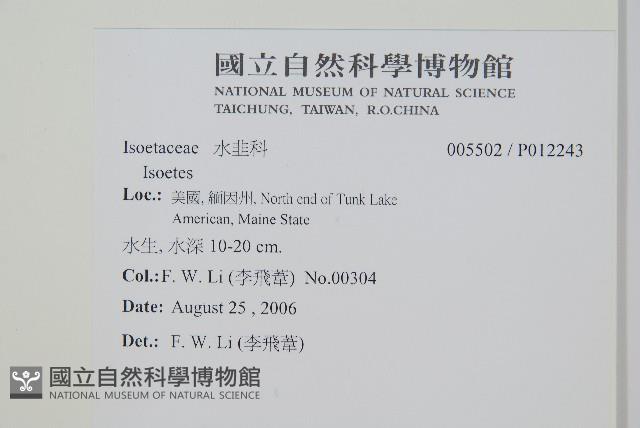 國立自然科學博物館
NATIONAL MUSEUM OF NATURAL SCIENCE
TAICHUNG, TAIWAN, R.O.CHINA
Isoetaceae 水韭科 005502 / P012243
Isoetes
Loc.: 美國, 緬因州, North end of Tunk Lake
American, Maine State
水生, 水深 10-20 cm.
Col.: F. W. Li (李飛葦) No.00304
Date: August 25 , 2006
Det.: F. W. Li (李飛葦)
國立自然科學博物館
NATIONAL MUSEUM OF NATURAL SCIENCE